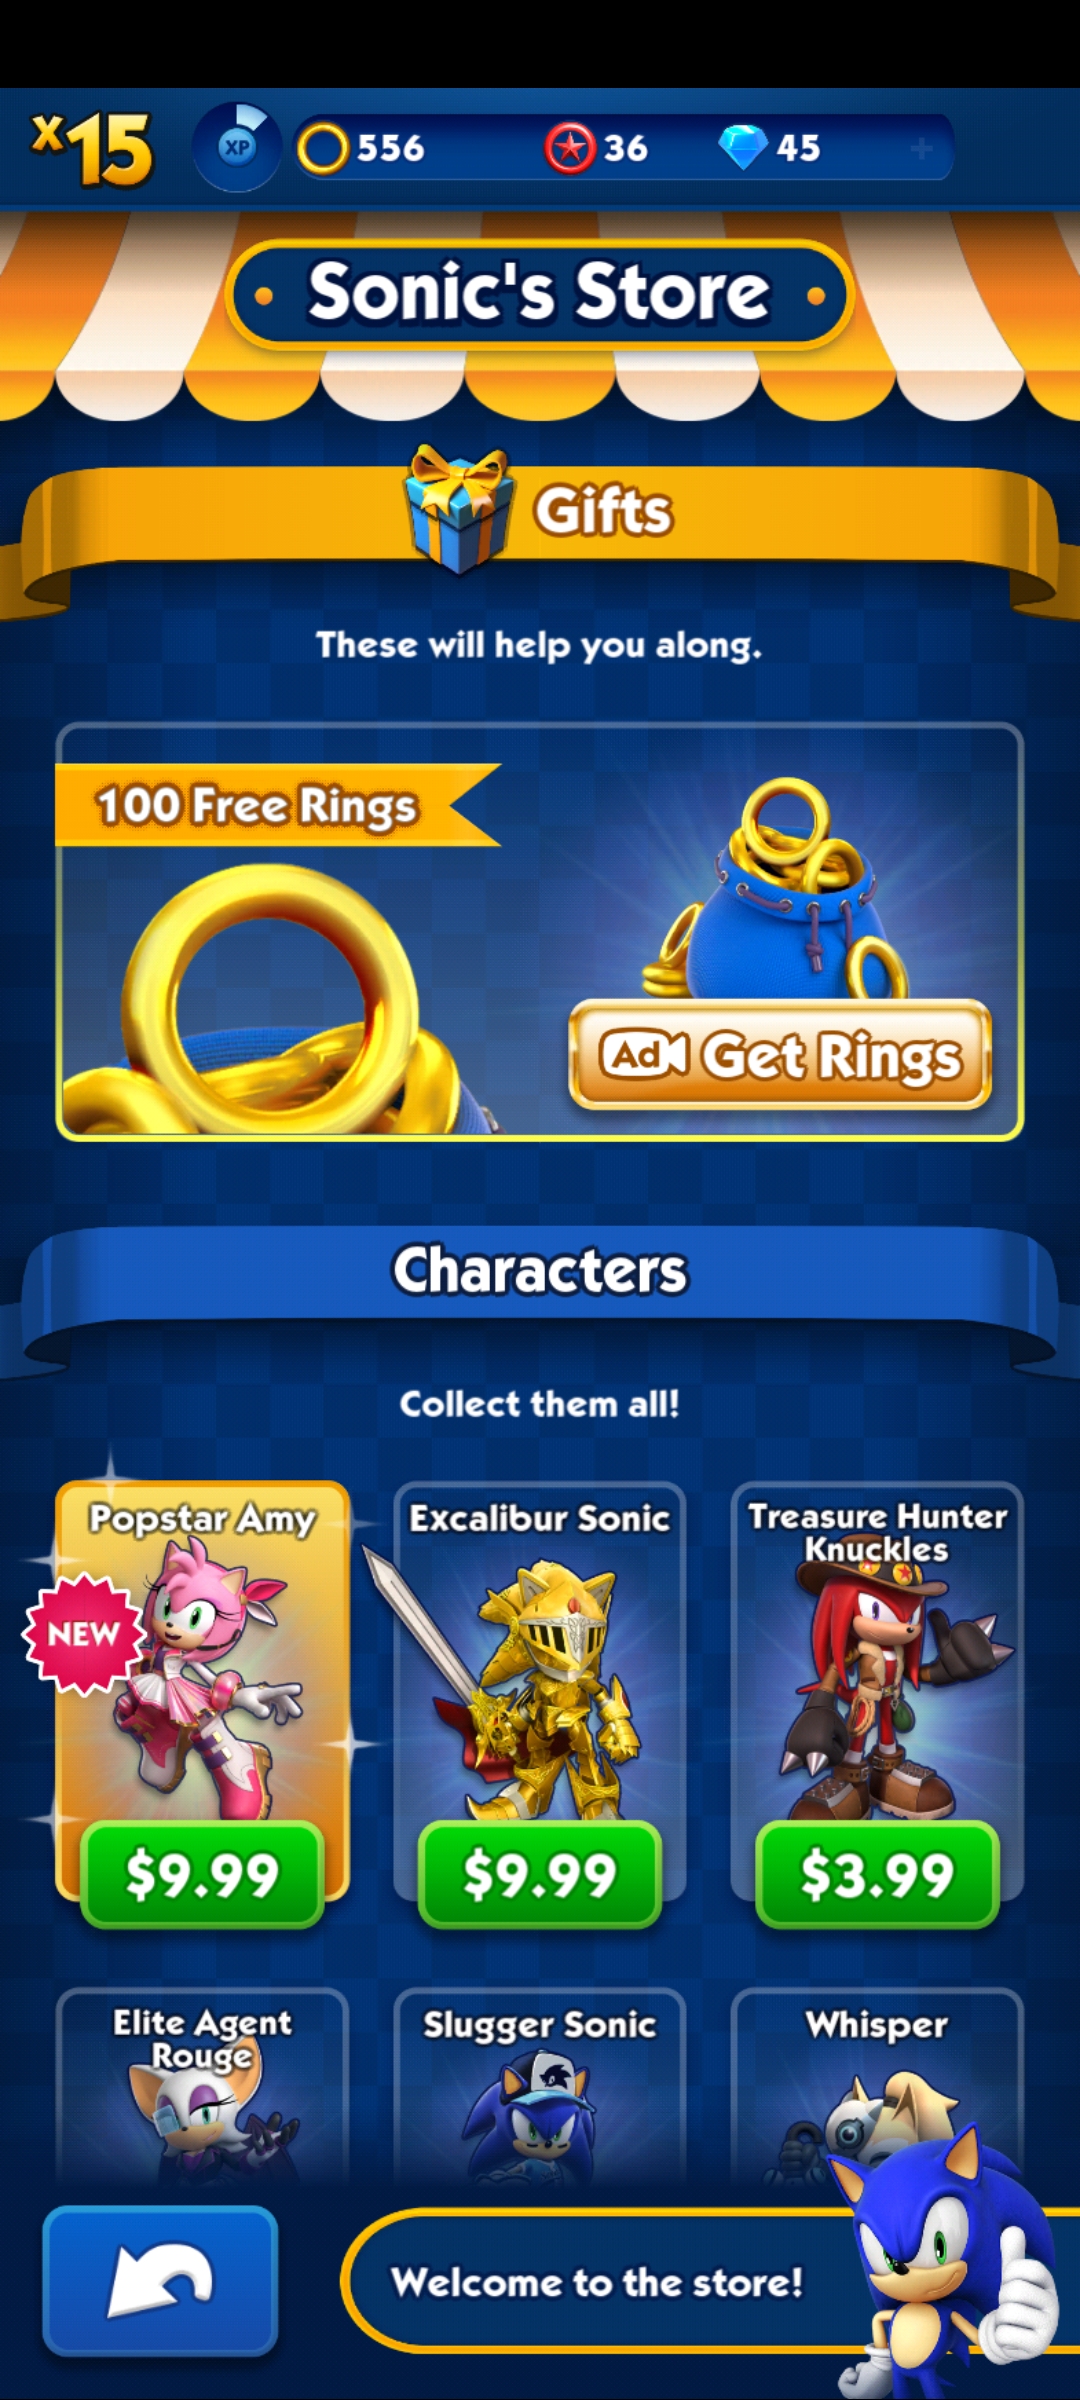 x15
XP
556
36
45
Sonic's Store
Gifts
These will help you along.
100 Free Rings
Ad Get Rings
Characters
Collect them all!
Popstar Amy
NEW
$9.99
Excalibur Sonic
$9.99
Treasure Hunter
Knuckles
$3.99
Elite Agent
Rouge
Slugger Sonic
Whisper
Welcome to the store!